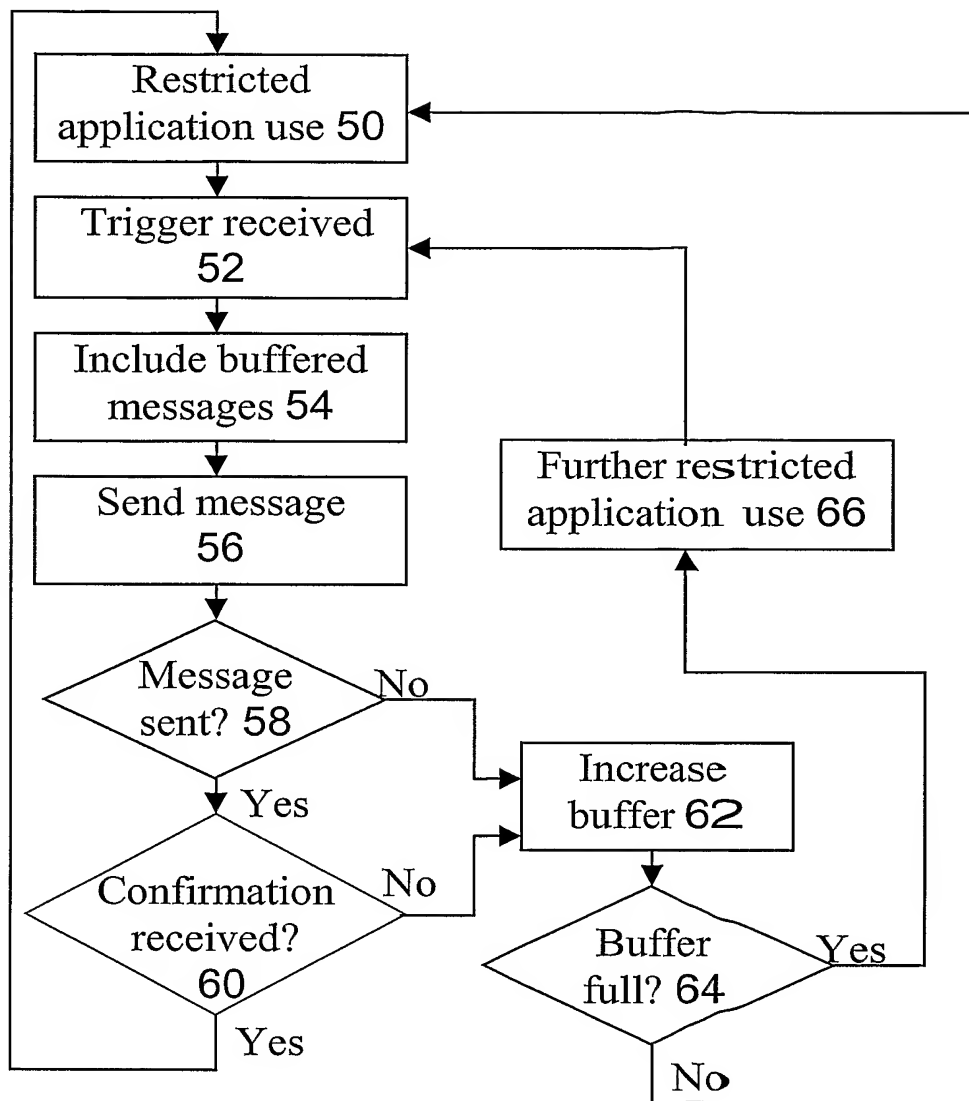 Restricted
application use 50
Trigger received
52
Include buffered
messages 54
Send message
56
Further restricted
application use 66
Message
sent? 58
No
Yes
Increase
buffer 62
Confirmation
received?
60
No
Yes
Buffer
full? 64
Yes
No